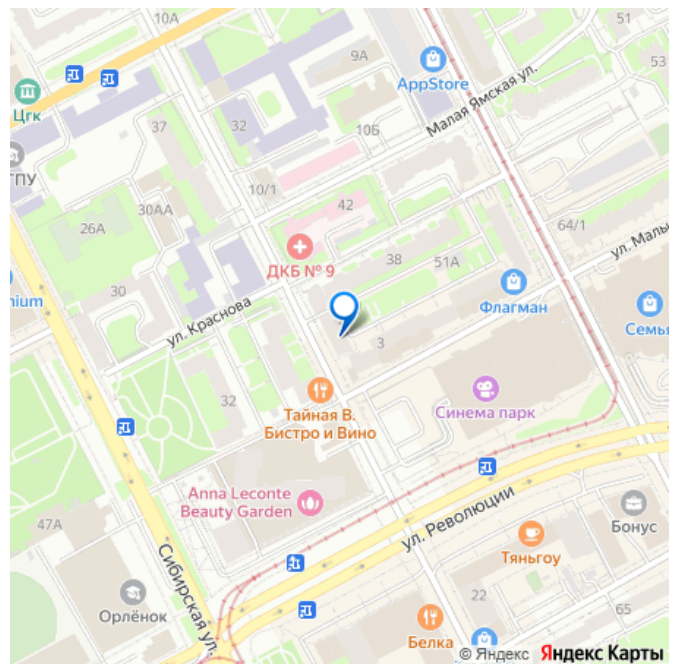 10А
51
9А
53
AppStore
Цгк
Малая Ямская ул.
37
32
10Б
ГПУ
10/1
30АА
42
26А
64/1
ДКБ № 9
38
51А
ул. Малы
30
nium
Флагман
ул. Краснова
Семья
3
Тайная В.
Бистро и Вино
Синема парк
32
Anna Leconte
Beauty Garden
ул. Революции
Бонус
47А
Тяньгоу
Сибирская ул.
Орлёнок
22
65
Белка
© Яндекс Яндекс Карты